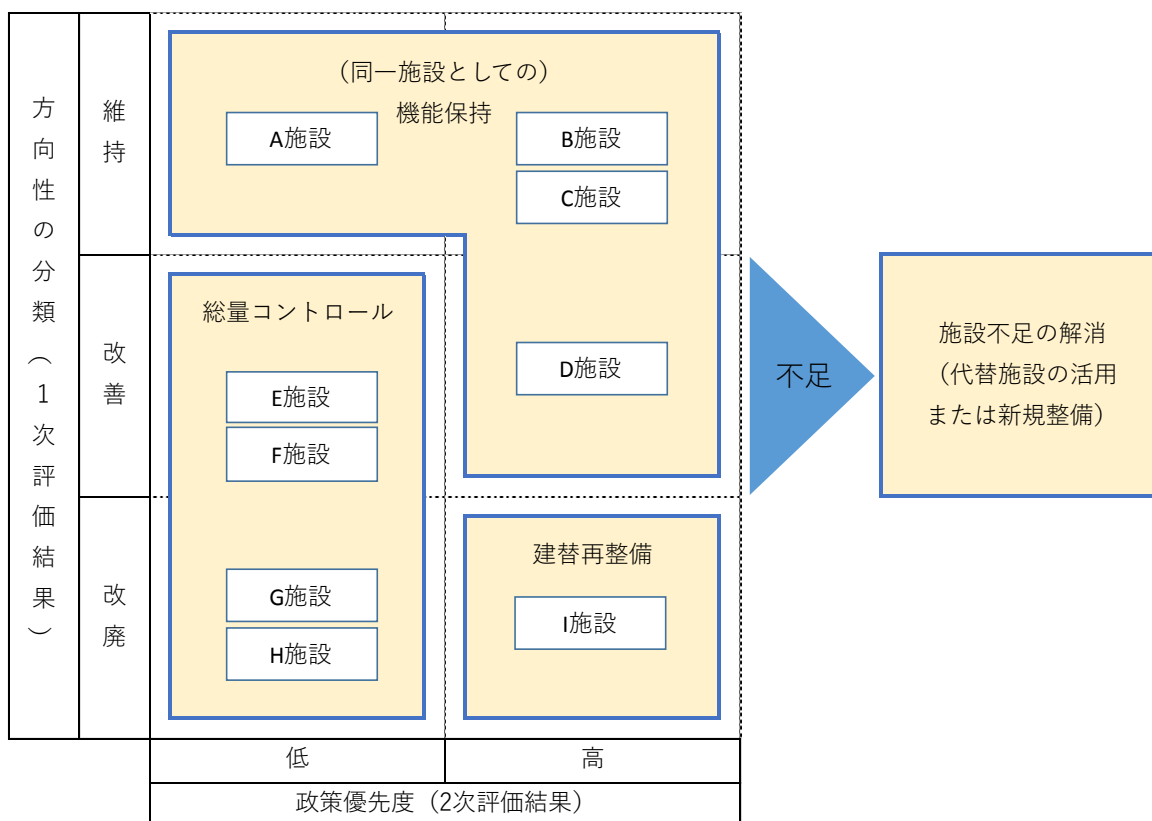 方向性の分類（1次評価結果）
維持
（同一施設としての）
機能保持
A施設
B施設
C施設
改善
総量コントロール
E施設
F施設
D施設
改廃
G施設
H施設
建替再整備
I施設
不足
施設不足の解消
（代替施設の活用
または新規整備）
低
高
政策優先度（2次評価結果）